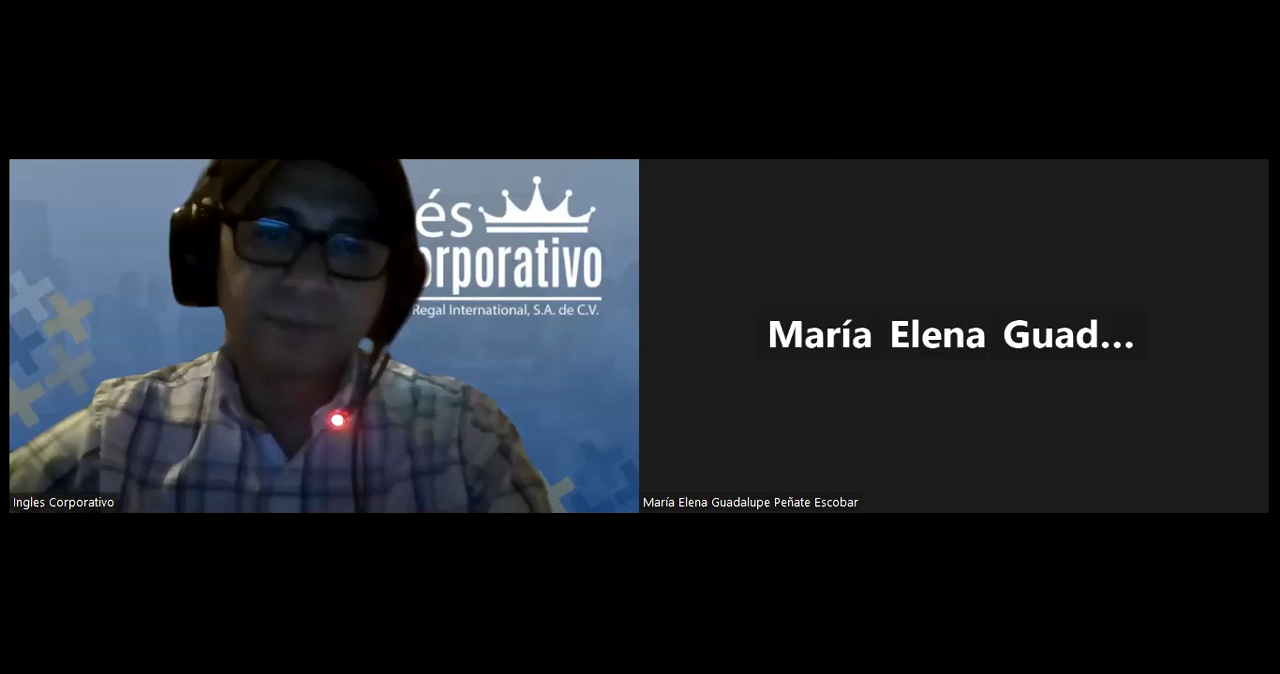 és
orporativo
Regal International, S.A. de C.V.
María Elena Guad...
Ingles Corporativo
María Elena Guadalupe Peñate Escobar